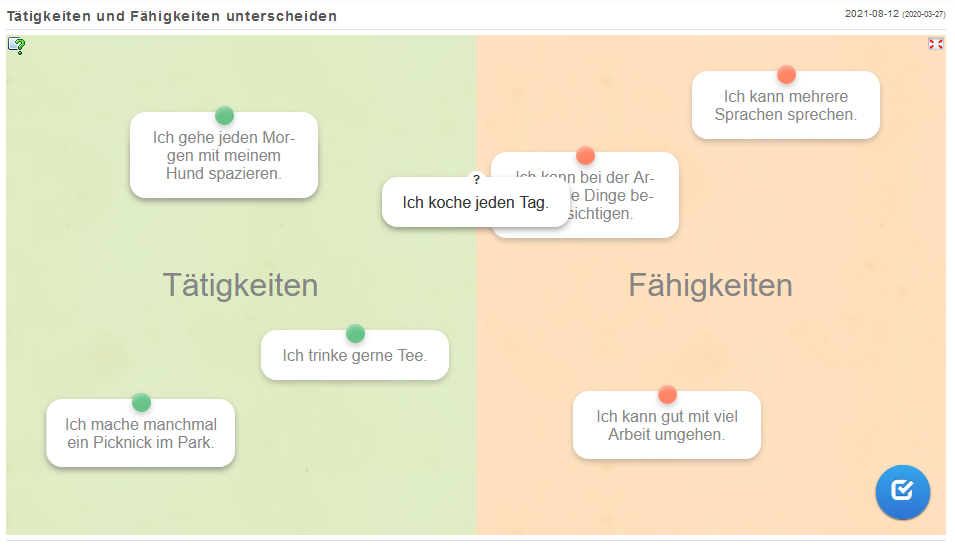 Tätigkeiten und Fähigkeiten unterscheiden
2021-08-12 (2020-03-27)
Ich kann mehrere
Sprachen sprechen.
Ich gehe jeden Mor-
gen mit meinem
Hund spazieren.
Ich kann bei der Ar-
Dinge be-
sichtigen.
?
Ich koche jeden Tag.
Tätigkeiten
Fähigkeiten
Ich trinke gerne Tee.
Ich mache manchmal
ein Picknick im Park.
Ich kann gut mit viel
Arbeit umgehen.